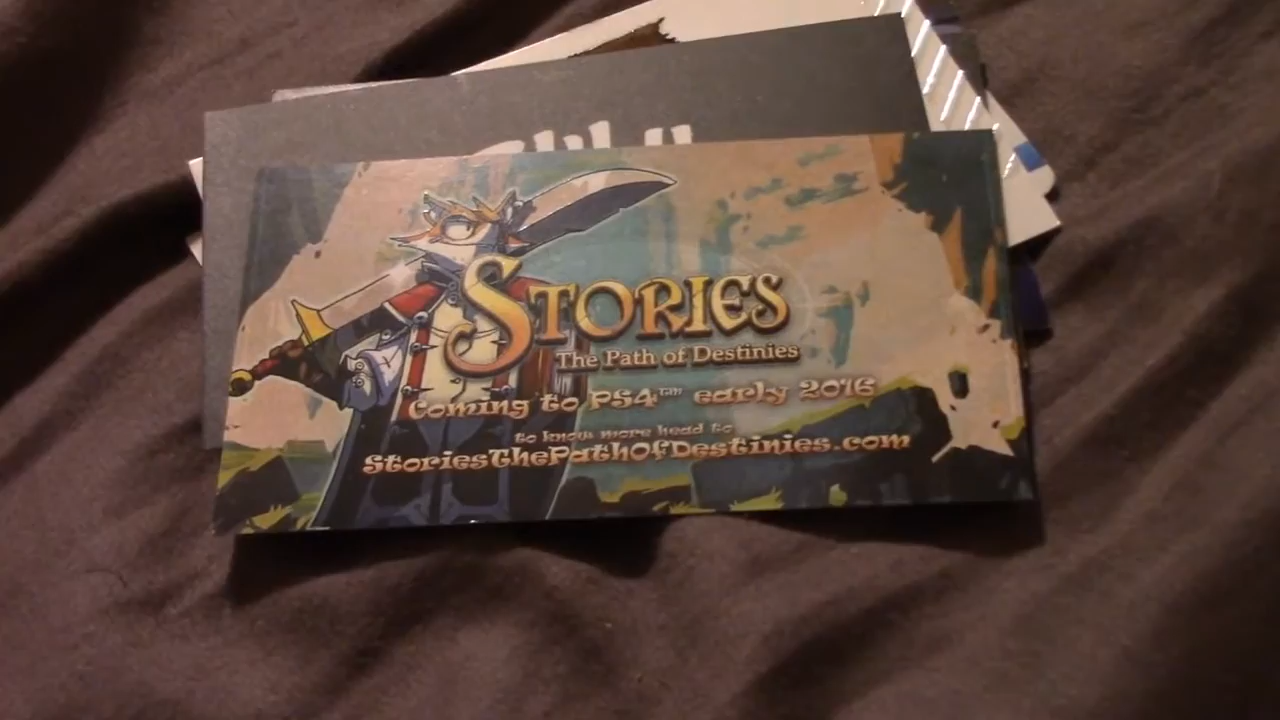 STORIES
The Path of Destinies
Coming to PS4™ early 2016
to know more head to
StoriesThePathOfDestinies.com